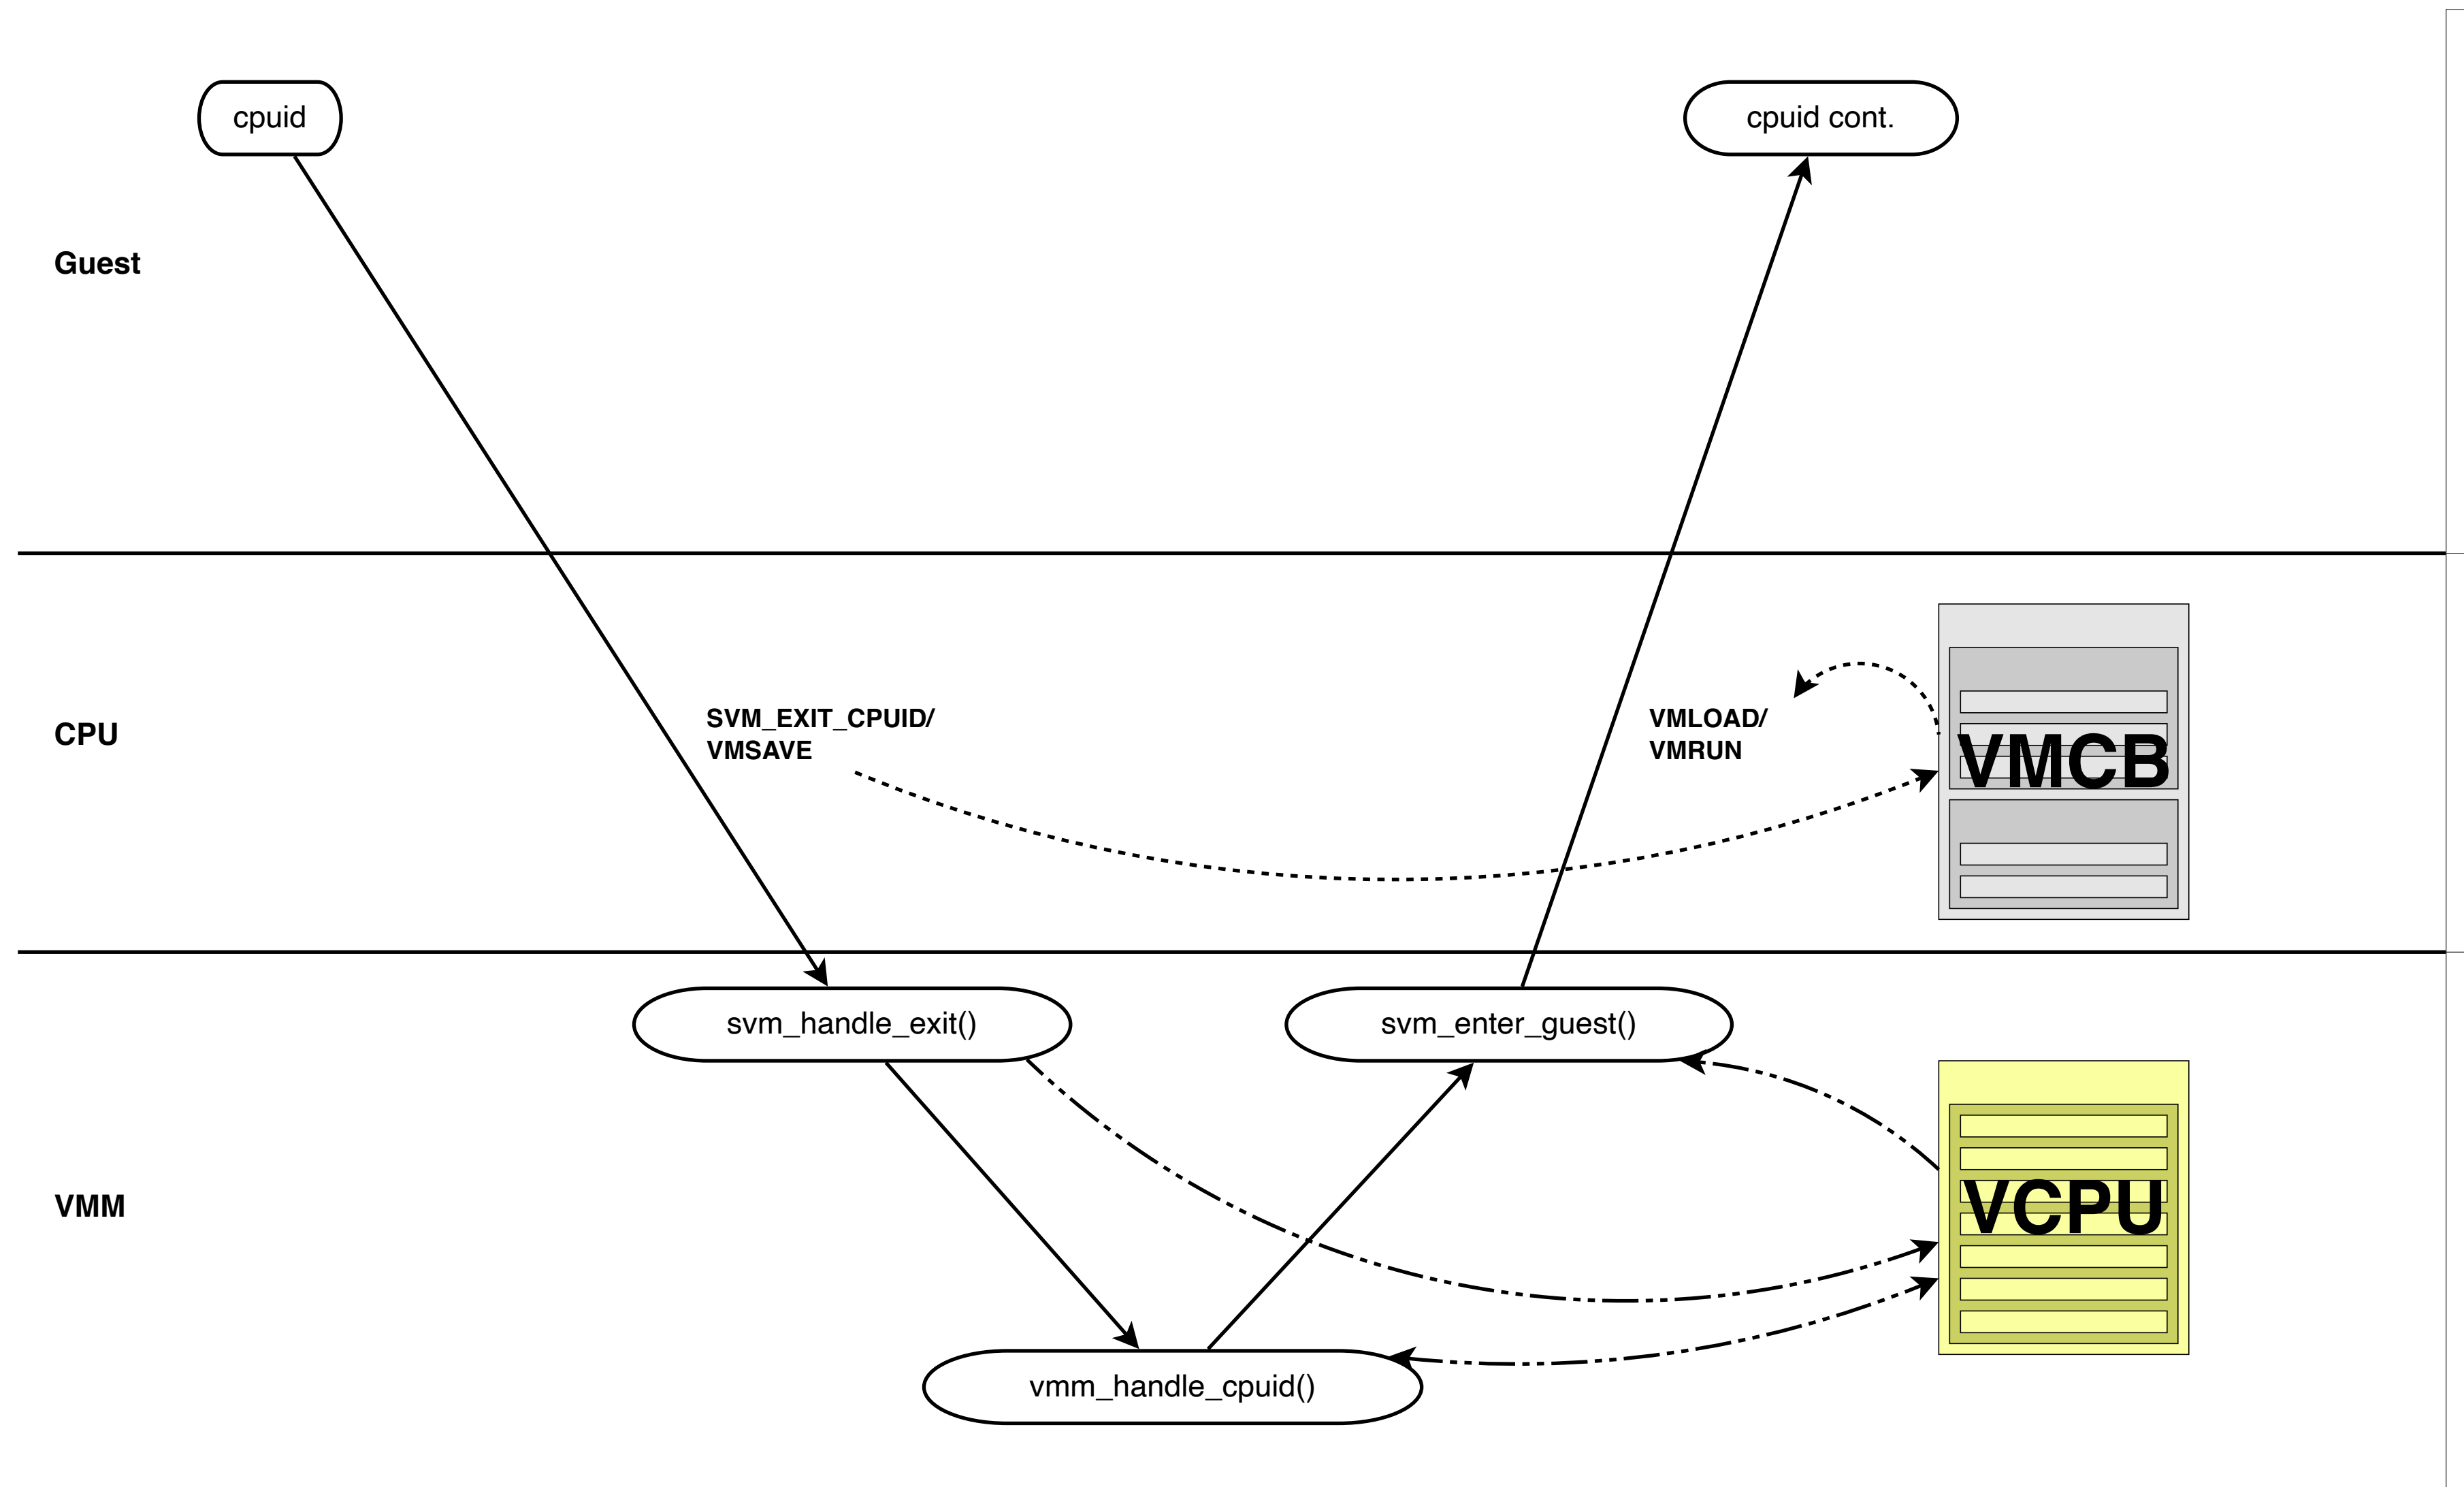 cpuid
cpuid cont.
Guest
CPU
SVM_EXIT_CPUID/
VMSAVE
VMLOAD/
VMRUN
VMCB
svm_handle_exit()
svm_enter_guest()
VMM
VCPU
vmm_handle_cpuid()